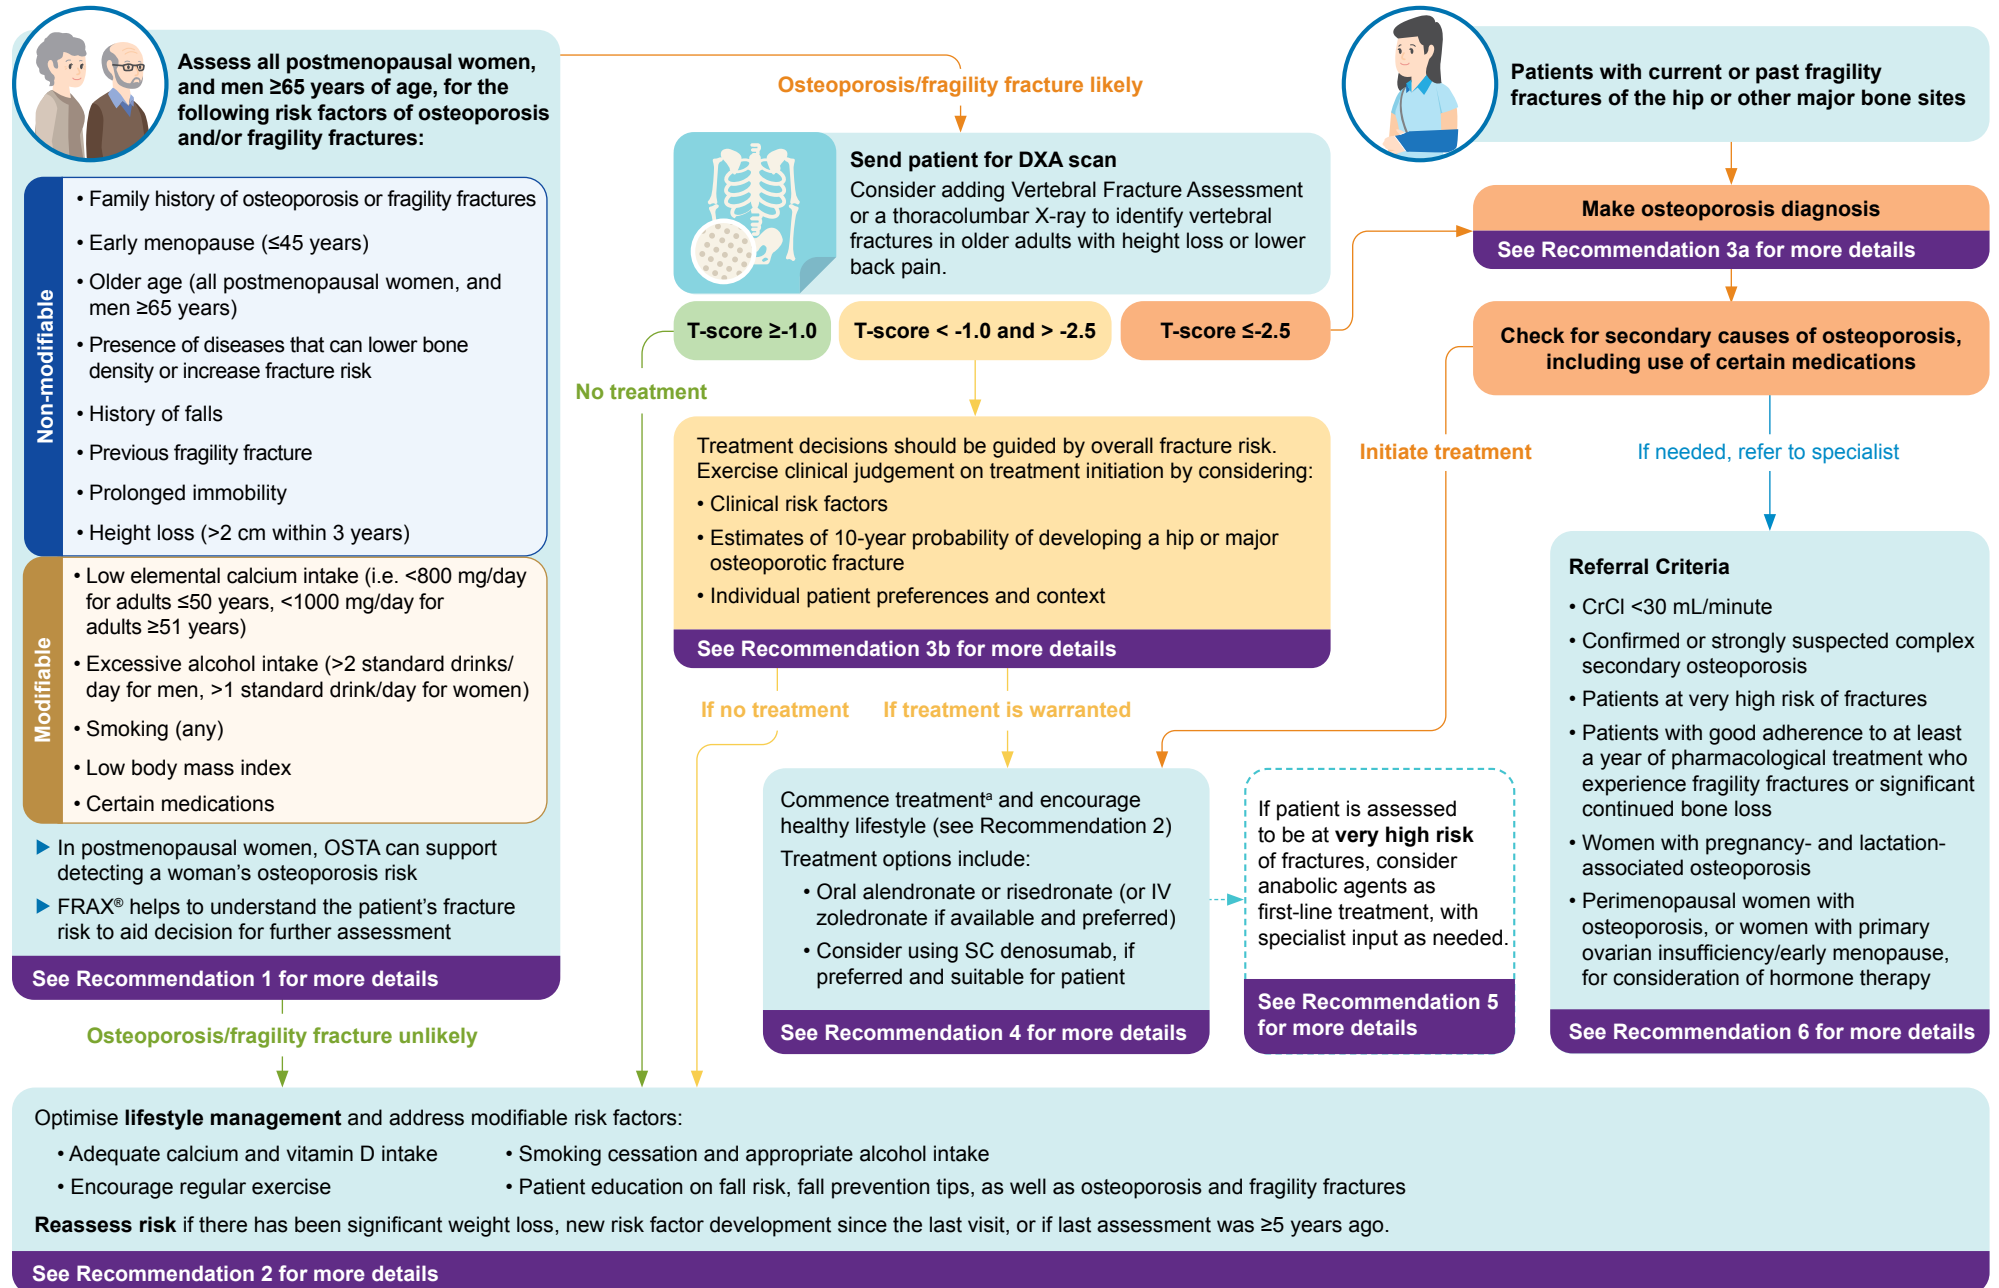 Assess all postmenopausal women,
and men ≥65 years of age, for the
following risk factors of osteoporosis
and/or fragility fractures:
Non-modifiable
• Family history of osteoporosis or fragility fractures
• Early menopause (≤45 years)
• Older age (all postmenopausal women, and
men ≥65 years)
• Presence of diseases that can lower bone
density or increase fracture risk
• History of falls
• Previous fragility fracture
• Prolonged immobility
• Height loss (>2 cm within 3 years)
Modifiable
• Low elemental calcium intake (i.e. <800 mg/day
for adults ≤50 years, <1000 mg/day for
adults ≥51 years)
• Excessive alcohol intake (>2 standard drinks/
day for men, >1 standard drink/day for women)
• Smoking (any)
• Low body mass index
• Certain medications
▶ In postmenopausal women, OSTA can support
detecting a woman's osteoporosis risk
▶ FRAX® helps to understand the patient's fracture
risk to aid decision for further assessment
See Recommendation 1 for more details
Osteoporosis/fragility fracture unlikely
Osteoporosis/fragility fracture likely
Send patient for DXA scan
Consider adding Vertebral Fracture Assessment
or a thoracolumbar X-ray to identify vertebral
fractures in older adults with height loss or lower
back pain.
T-score ≥-1.0
T-score < -1.0 and > -2.5
T-score ≤-2.5
No treatment
Treatment decisions should be guided by overall fracture risk.
Exercise clinical judgement on treatment initiation by considering:
• Clinical risk factors
• Estimates of 10-year probability of developing a hip or major
osteoporotic fracture
• Individual patient preferences and context
See Recommendation 3b for more details
If no treatment
If treatment is warranted
Commence treatmentᵃ and encourage
healthy lifestyle (see Recommendation 2)
Treatment options include:
• Oral alendronate or risedronate (or IV
zoledronate if available and preferred)
• Consider using SC denosumab, if
preferred and suitable for patient
See Recommendation 4 for more details
If patient is assessed
to be at very high risk
of fractures, consider
anabolic agents as
first-line treatment, with
specialist input as needed.
See Recommendation 5
for more details
Patients with current or past fragility
fractures of the hip or other major bone sites
Make osteoporosis diagnosis
See Recommendation 3a for more details
Check for secondary causes of osteoporosis,
including use of certain medications
Initiate treatment
If needed, refer to specialist
Referral Criteria
• CrCl <30 mL/minute
• Confirmed or strongly suspected complex
secondary osteoporosis
• Patients at very high risk of fractures
• Patients with good adherence to at least
a year of pharmacological treatment who
experience fragility fractures or significant
continued bone loss
• Women with pregnancy- and lactation-
associated osteoporosis
• Perimenopausal women with
osteoporosis, or women with primary
ovarian insufficiency/early menopause,
for consideration of hormone therapy
See Recommendation 6 for more details
Optimise lifestyle management and address modifiable risk factors:
• Adequate calcium and vitamin D intake
• Encourage regular exercise
• Smoking cessation and appropriate alcohol intake
• Patient education on fall risk, fall prevention tips, as well as osteoporosis and fragility fractures
Reassess risk if there has been significant weight loss, new risk factor development since the last visit, or if last assessment was ≥5 years ago.
See Recommendation 2 for more details